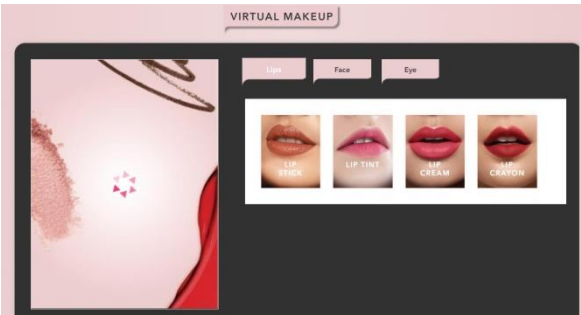 VIRTUAL MAKEUP
Lips
Face
Eye
LIP
STICK
LIP TINT
LIP
CREAM
LIP
CRAYON